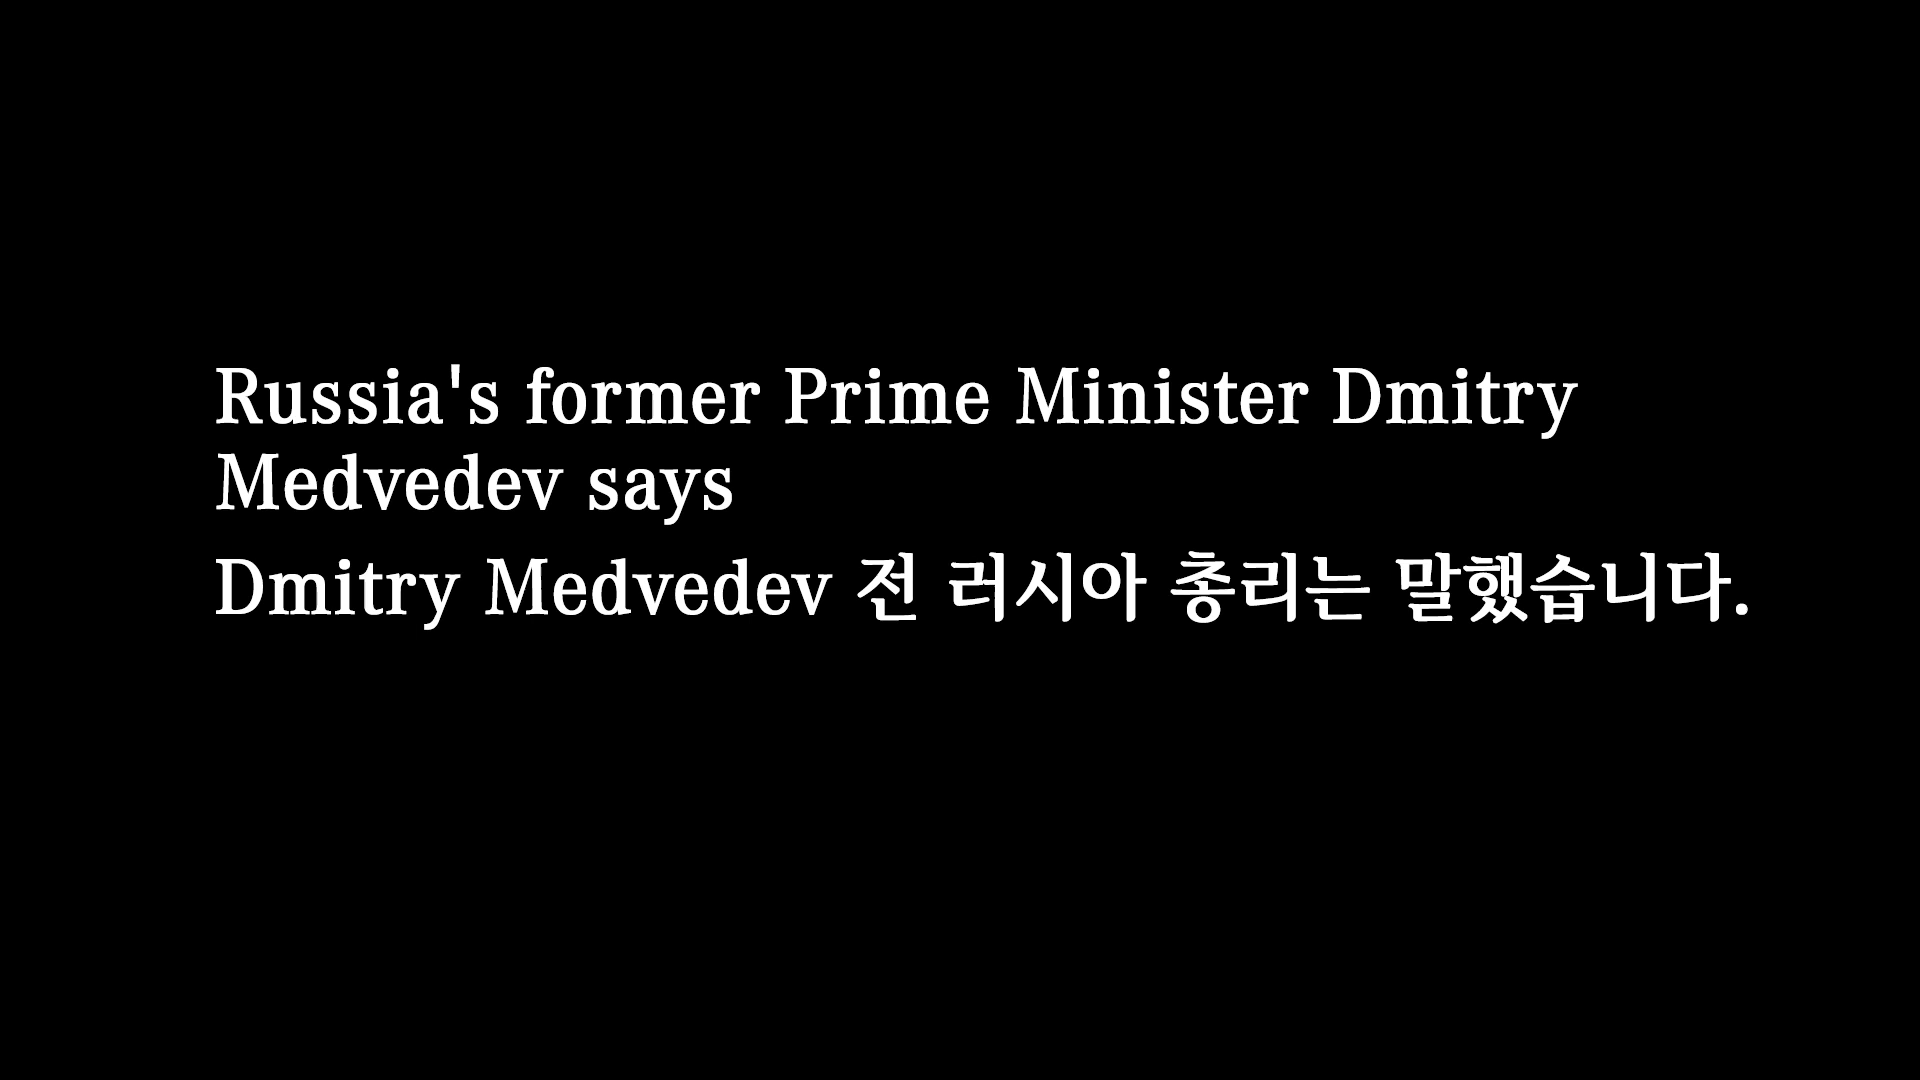 Russia's former Prime Minister Dmitry
Medvedev says
Dmitry Medvedev 전 러시아 총리는 말했습니다.